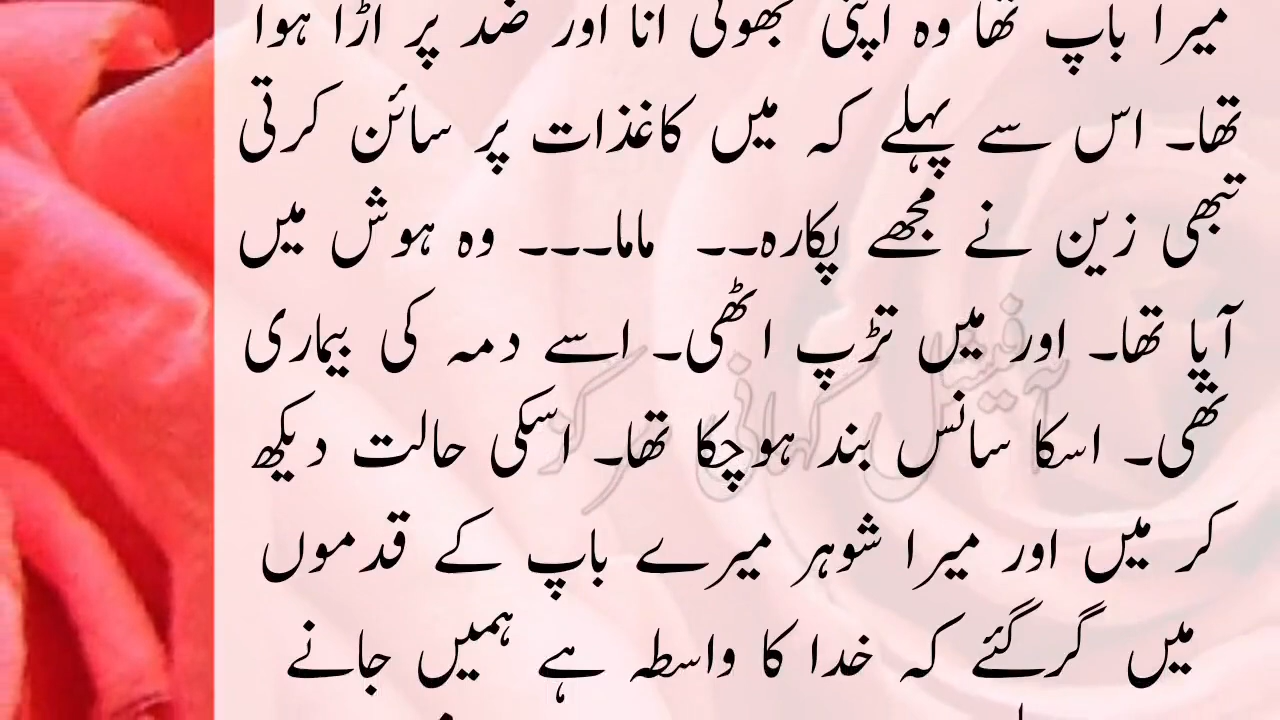 میرا باپ تھا وہ اپنی جھوٹی انا اور ضد پر اڑا ہوا
تھا۔ اس سے پہلے کہ میں کاغذات پر سائن کرتی
تبھی زین نے مجھے پکارہ۔۔ ماما۔۔۔ وہ ہوش میں
آیا تھا۔ اور میں تڑپ اٹھی۔ اسے دمہ کی بیماری
تھی۔ اسکا سانس بند ہوچکا تھا۔ اسکی حالت دیکھ
کر میں اور میرا شوہر میرے باپ کے قدموں
میں گرگئے کہ خدا کا واسطہ ہے ہمیں جانے